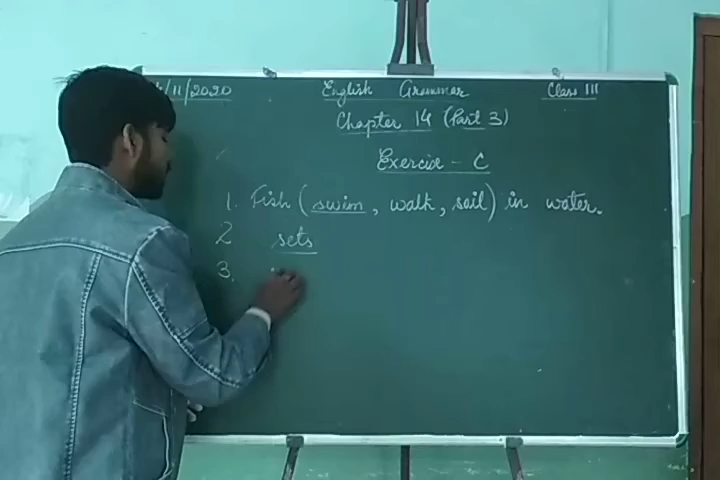 /11/2020 English Grammar Class III
Chapter 14 (Part 3)
Exercise - C
1. Fish (swim, walk, sail) in water.
2 sets
3.